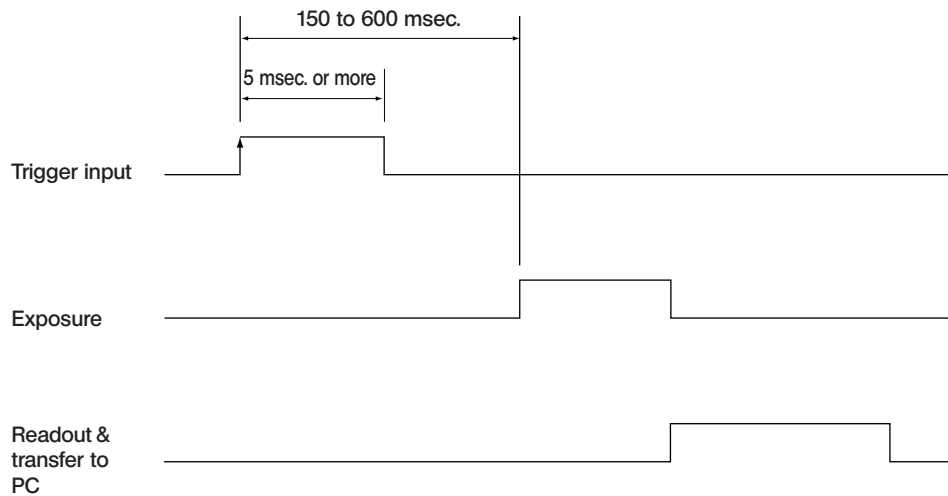 150 to 600 msec.
5 msec. or more
Trigger input
Exposure
Readout &
transfer to
PC